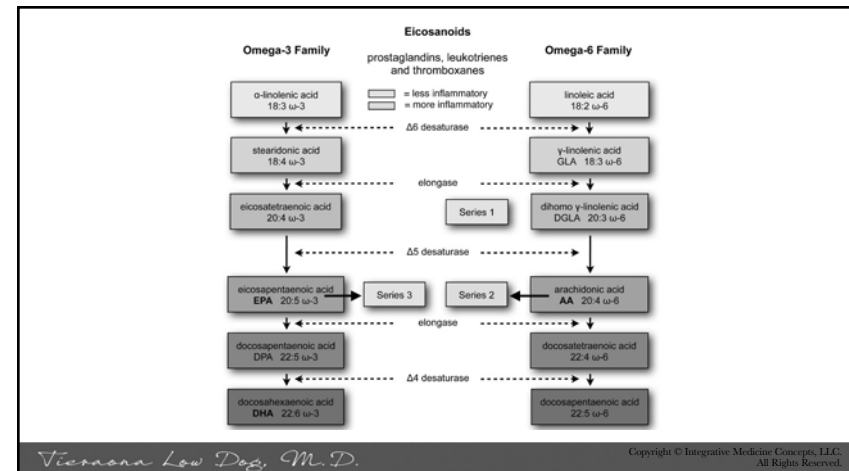 Eicosanoids
Omega-3 Family
prostaglandins, leukotrienes
and thromboxanes
Omega-6 Family
α-linolenic acid
18:3 ω-3
= less inflammatory
= more inflammatory
linoleic acid
18:2 ω-6
Δ6 desaturase
stearidonic acid
18:4 ω-3
γ-linolenic acid
GLA 18:3 ω-6
elongase
eicosatetraenoic acid
20:4 ω-3
Series 1
dihomo γ-linolenic acid
DGLA 20:3 ω-6
Δ5 desaturase
eicosapentaenoic acid
EPA 20:5 ω-3
Series 3
Series 2
arachidonic acid
AA 20:4 ω-6
elongase
docosapentaenoic acid
DPA 22:5 ω-3
docosatetraenoic acid
22:4 ω-6
Δ4 desaturase
docosahexaenoic acid
DHA 22:6 ω-3
docosapentaenoic acid
22:5 ω-6
Tieraona Low Dog, M.D.
Copyright © Integrative Medicine Concepts, LLC.
All Rights Reserved.